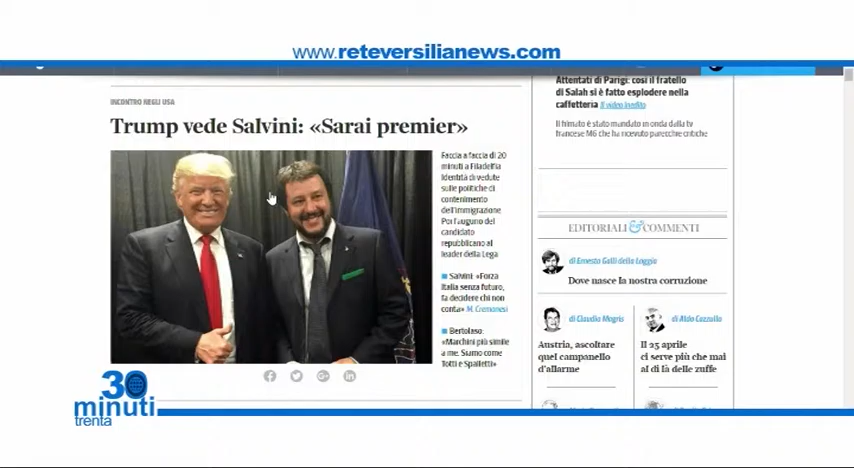 www.reteversilianews.com
INCONTRO NEGLI USA
Trump vede Salvini: «Sarai premier»
Faccia a faccia di 20
minuti a Filadelfia
Identità di vedute
sulle politiche di
contenimento
dell'immigrazione
Poi l'augurio del
candidato
repubblicano al
leader della Lega
Salvini: «Forza
Italia senza futuro,
fa decidere chi non
conta» M. Cremonesi
Bertolaso:
«Marchini più simile
a me. Siamo come
Totti e Spalletti»
Attentati di Parigi: così il fratello
di Salah si è fatto esplodere nella
caffetteria Il video inedito
Il filmato è stato mandato in onda dalla tv
francese M6 che ha ricevuto parecchie critiche
EDITORIALI & COMMENTI
di Ernesto Galli della Loggia
Dove nasce la nostra corruzione
di Claudio Magris
Austria, ascoltare
quel campanello
d'allarme
di Aldo Cazzullo
Il 25 aprile
ci serve più che mai
al di là delle zuffe
30
minuti
trenta